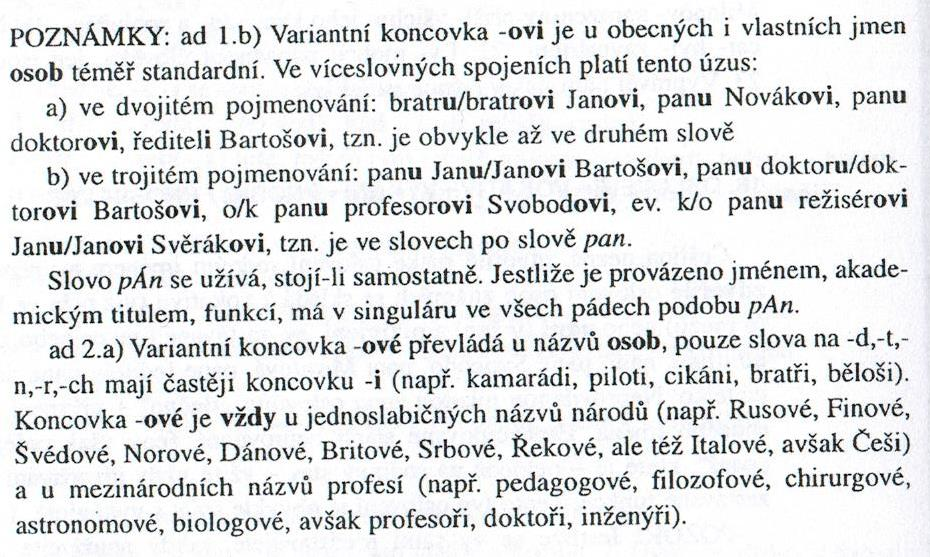 POZNÁMKY: ad 1.b) Variantní koncovka -ovi je u obecných i vlastních jmen
osob téměř standardní. Ve víceslovných spojeních platí tento úzus:
a) ve dvojitém pojmenování: bratru/bratrovi Janovi, panu Novákovi, panu
doktorovi, řediteli Bartošovi, tzn. je obvykle až ve druhém slově
b) ve trojitém pojmenování: panu Janu/Janovi Bartošovi, panu doktoru/dok-
torovi Bartošovi, o/k panu profesorovi Svobodovi, ev. k/o panu režisérovi
Janu/Janovi Svěrákovi, tzn. je ve slovech po slově pan.
Slovo pÁn se užívá, stojí-li samostatně. Jestliže je provázeno jménem, akade-
mickým titulem, funkcí, má v singuláru ve všech pádech podobu pAn.
ad 2.a) Variantní koncovka -ové převládá u názvů osob, pouze slova na -d,-t,-
n,-r,-ch mají častěji koncovku -i (např. kamarádi, piloti, cikáni, bratři, běloši).
Koncovka -ové je vždy u jednoslabičných názvů národů (např. Rusové, Finové,
Švédové, Norové, Dánové, Britové, Srbové, Řekové, ale též Italové, avšak Češi)
a u mezinárodních názvů profesí (např. pedagogové, filozofové, chirurgové,
astronomové, biologové, avšak profesoři, doktoři, inženýři).